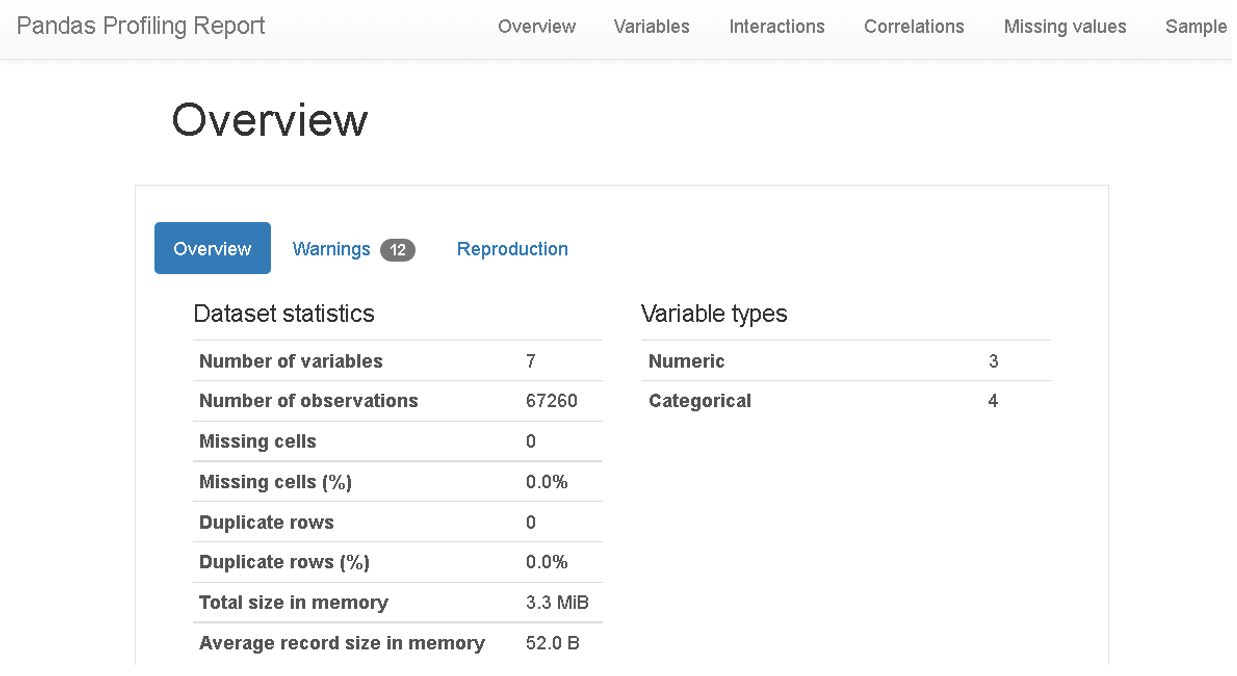 Pandas Profiling Report Overview Variables Interactions Correlations Missing values Sample
Overview
Overview Warnings 12 Reproduction
Dataset statistics
Number of variables 7
Number of observations 67260
Missing cells 0
Missing cells (%) 0.0%
Duplicate rows 0
Duplicate rows (%) 0.0%
Total size in memory 3.3 MiB
Average record size in memory 52.0 B
Variable types
Numeric 3
Categorical 4